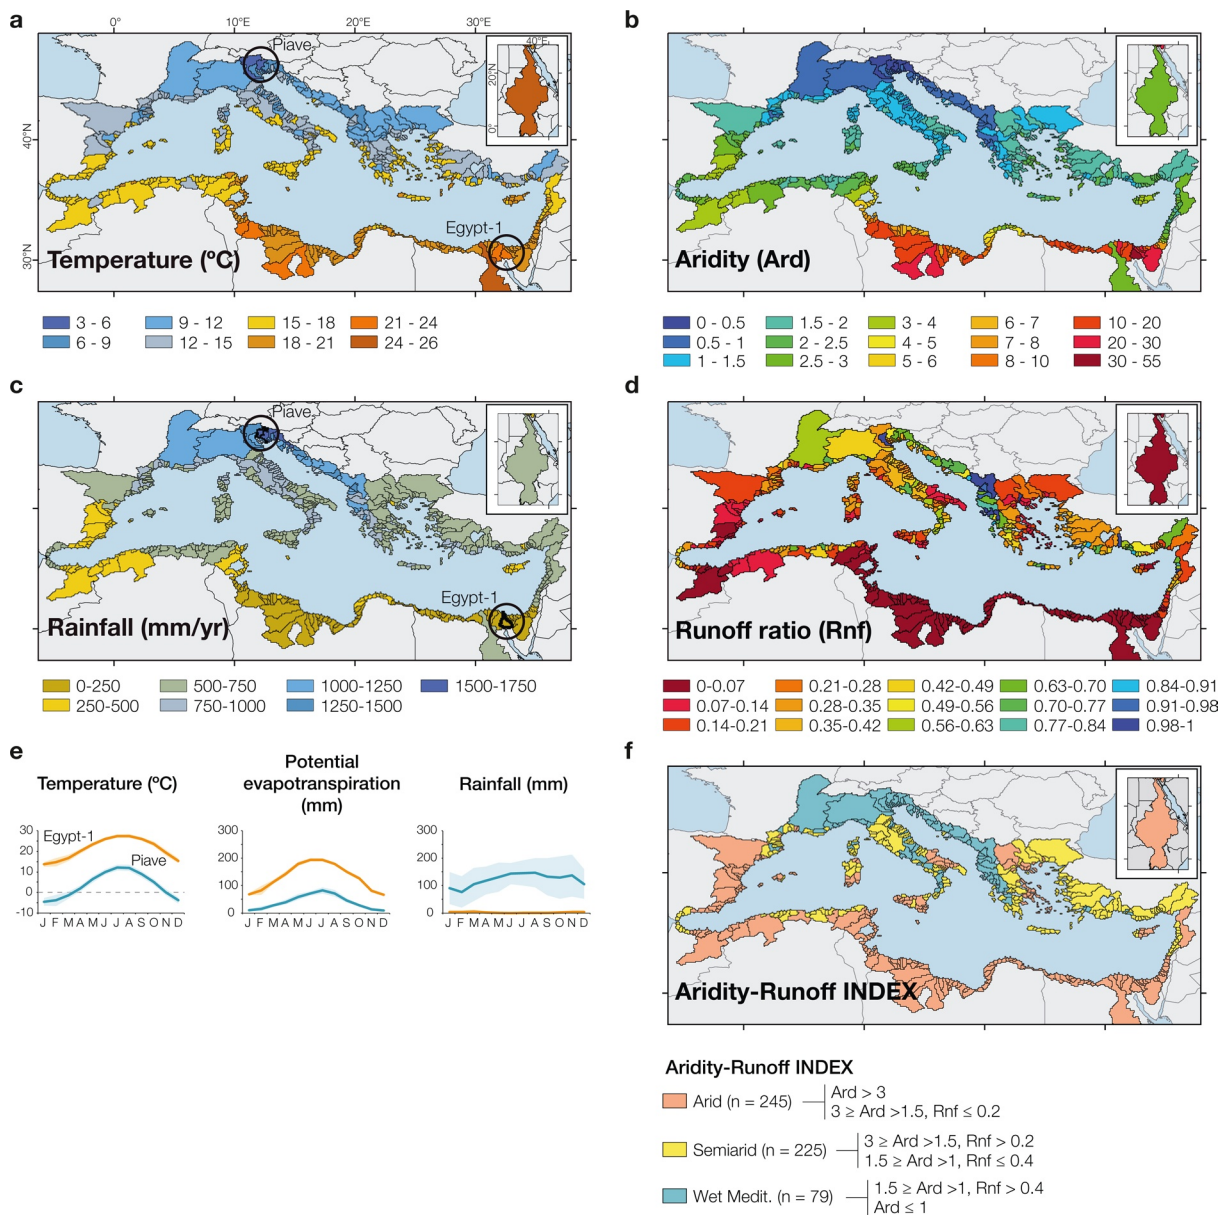 a
0°
10°E
20°E
30°E
Piave
40°E
20°N
0°
40°N
30°N
Egypt-1
Temperature (ºC)
3 - 6
9 - 12
15 - 18
21 - 24
6 - 9
12 - 15
18 - 21
24 - 26
b
Aridity (Ard)
0 - 0.5
1.5 - 2
3 - 4
6 - 7
10 - 20
0.5 - 1
2 - 2.5
4 - 5
7 - 8
20 - 30
1 - 1.5
2.5 - 3
5 - 6
8 - 10
30 - 55
c
Piave
Egypt-1
Rainfall (mm/yr)
0-250
500-750
1000-1250
1500-1750
250-500
750-1000
1250-1500
d
Runoff ratio (Rnf)
0-0.07
0.21-0.28
0.42-0.49
0.63-0.70
0.84-0.91
0.07-0.14
0.28-0.35
0.49-0.56
0.70-0.77
0.91-0.98
0.14-0.21
0.35-0.42
0.56-0.63
0.77-0.84
0.98-1
e
Temperature (ºC)
30
20
10
0
-10
Egypt-1
Piave
J F M A M J J A S O N D
Potential
evapotranspiration
(mm)
300
200
100
0
J F M A M J J A S O N D
Rainfall (mm)
300
200
100
0
J F M A M J J A S O N D
f
Aridity-Runoff INDEX
Aridity-Runoff INDEX
Arid (n = 245)
Ard > 3
3 ≥ Ard >1.5, Rnf ≤ 0.2
Semiarid (n = 225)
3 ≥ Ard >1.5, Rnf > 0.2
1.5 ≥ Ard >1, Rnf ≤ 0.4
Wet Medit. (n = 79)
1.5 ≥ Ard >1, Rnf > 0.4
Ard ≤ 1